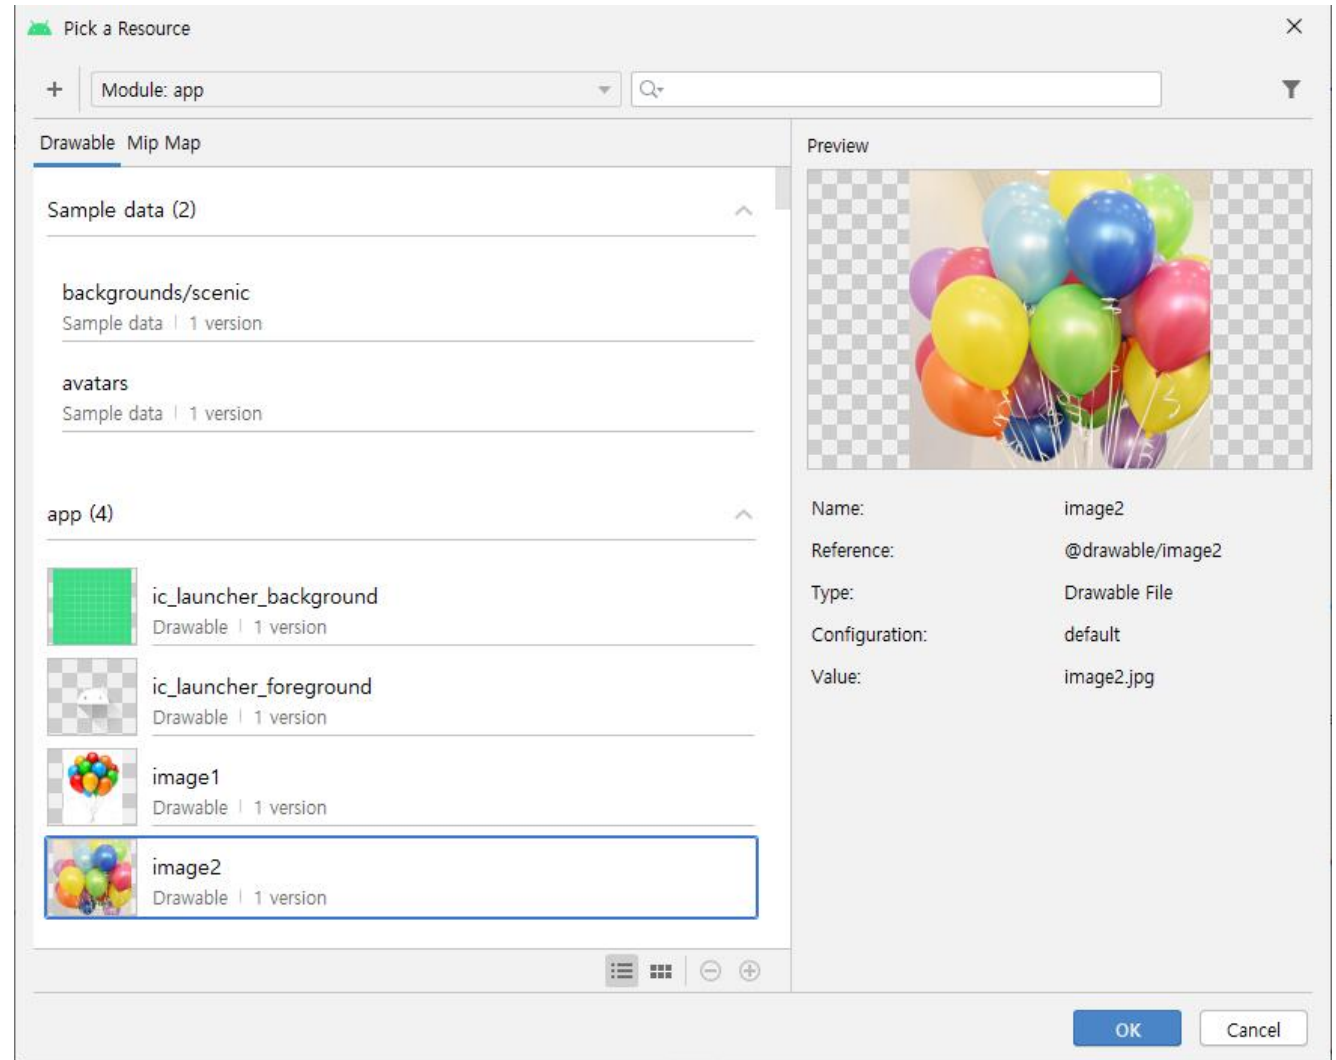 Pick a Resource
Module: app
Drawable Mip Map
Sample data (2)
backgrounds/scenic
Sample data | 1 version
avatars
Sample data | 1 version
app (4)
ic_launcher_background
Drawable | 1 version
ic_launcher_foreground
Drawable | 1 version
image1
Drawable | 1 version
image2
Drawable | 1 version
Preview
Name: image2
Reference: @drawable/image2
Type: Drawable File
Configuration: default
Value: image2.jpg
OK Cancel